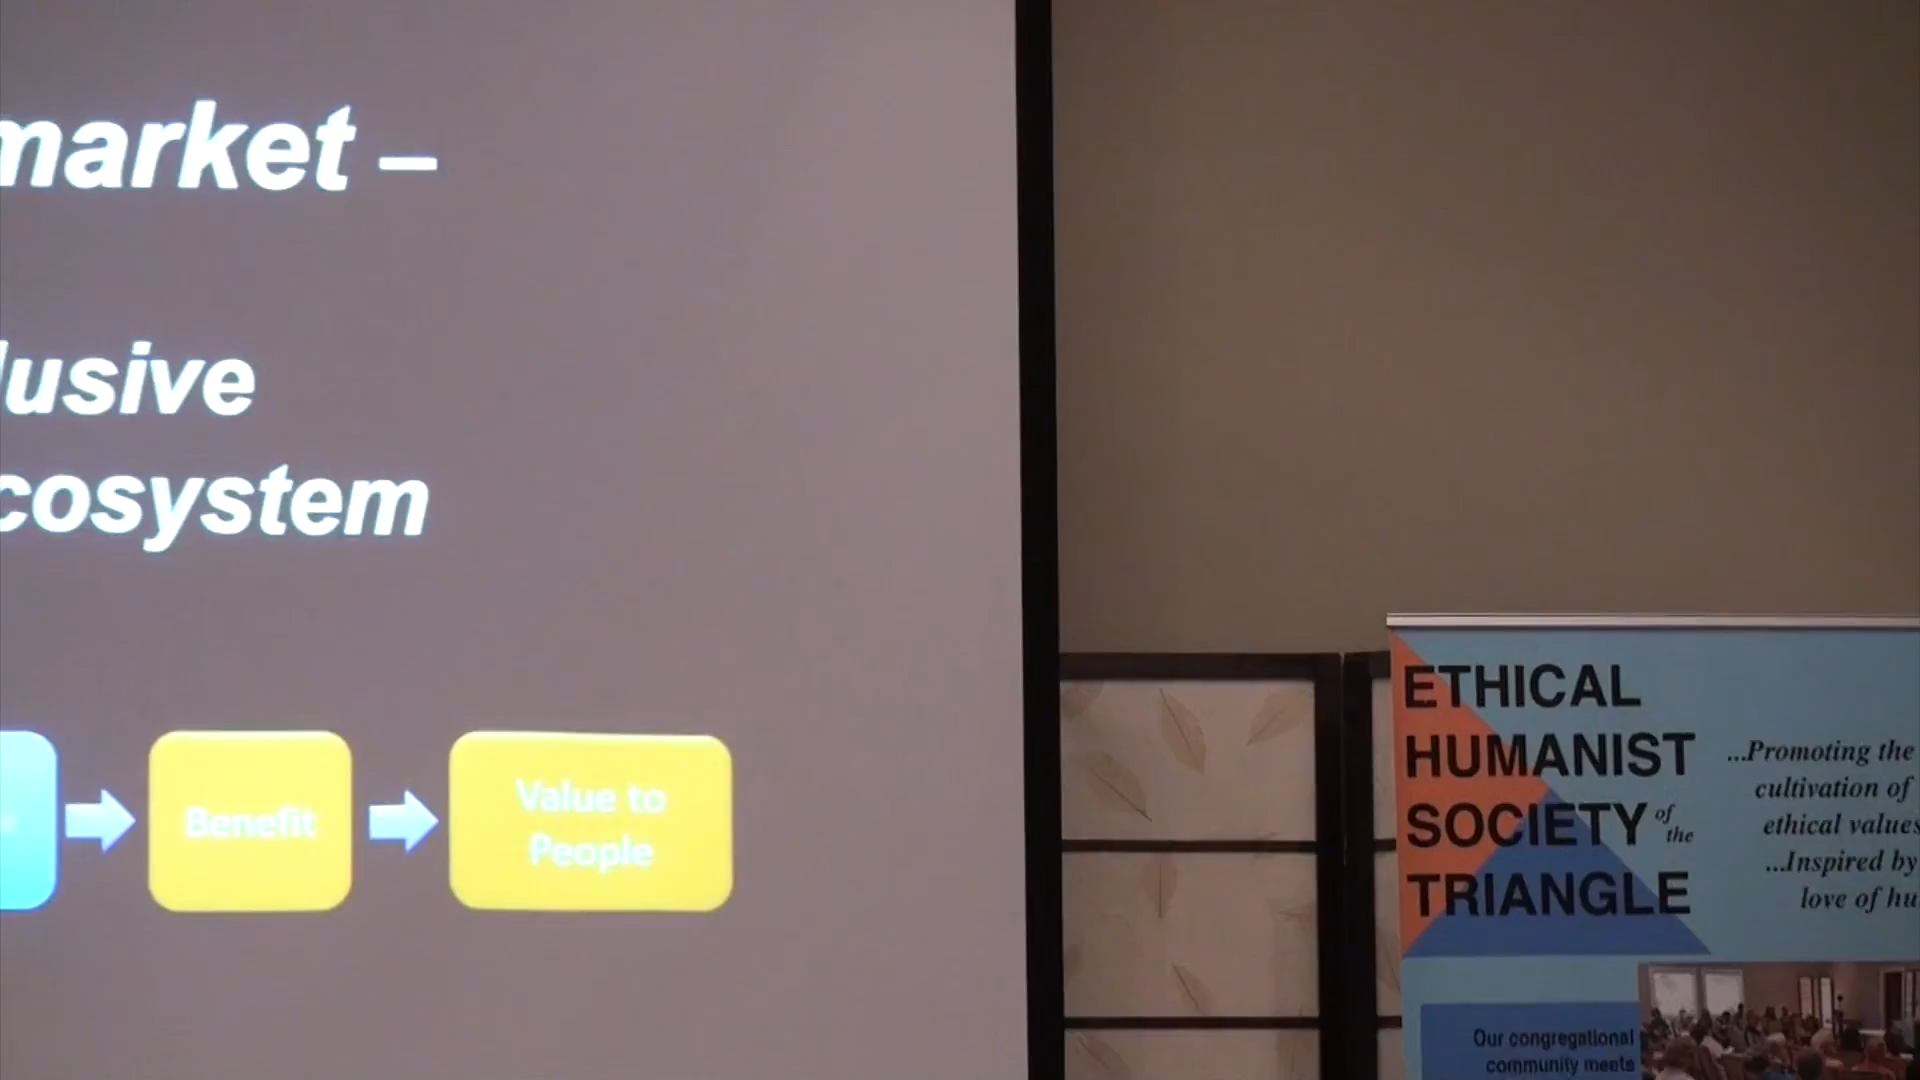 market –
lusive
cosystem
Benefit
Value to
People
ETHICAL
HUMANIST
SOCIETY of the
TRIANGLE
...Promoting the
cultivation of
ethical values
...Inspired by
love of hu
Our congregational
community meets